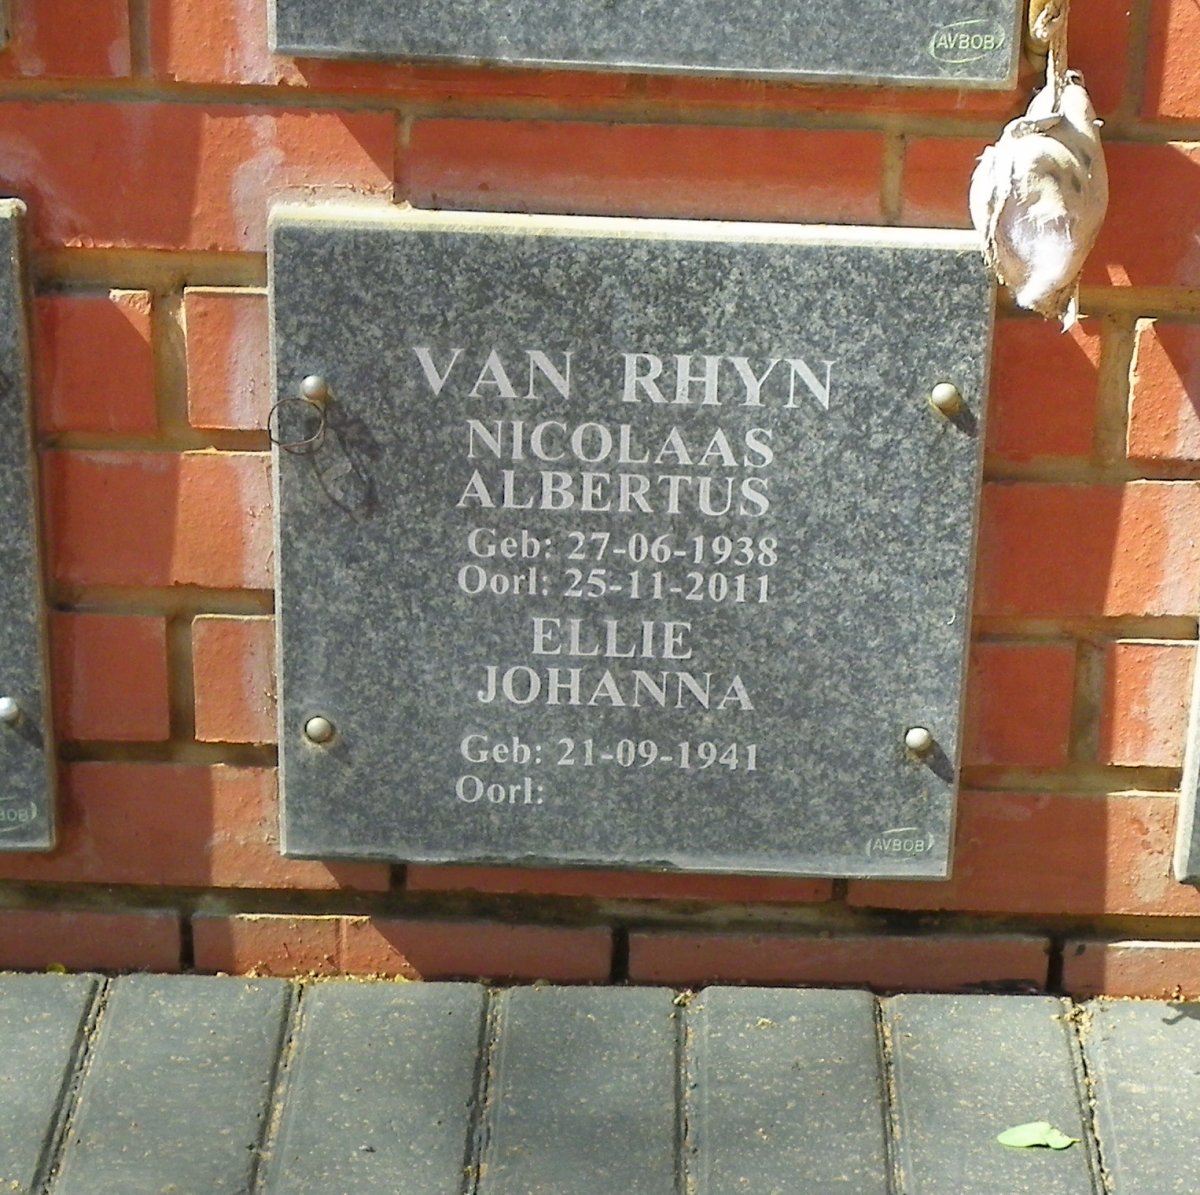 AVBOB
VAN RHYN
NICOLAAS
ALBERTUS
Geb: 27-06-1938
Oorl: 25-11-2011
ELLIE
JOHANNA
Geb: 21-09-1941
Oorl:
AVBOB
BOB